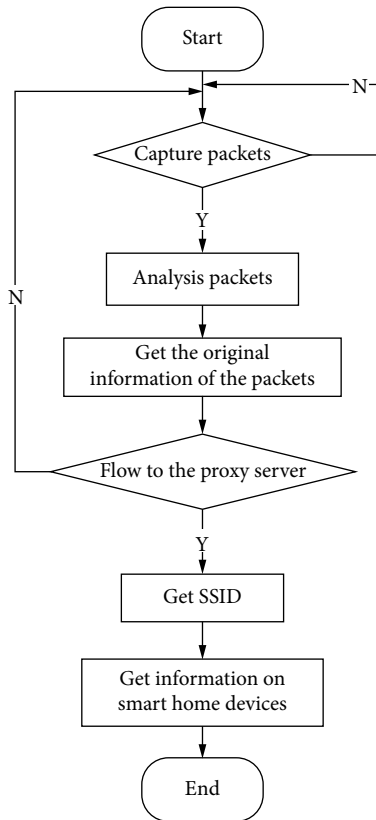 Start
N
Capture packets
Y
Analysis packets
N
Get the original
information of the packets
Flow to the proxy server
Y
Get SSID
Get information on
smart home devices
End